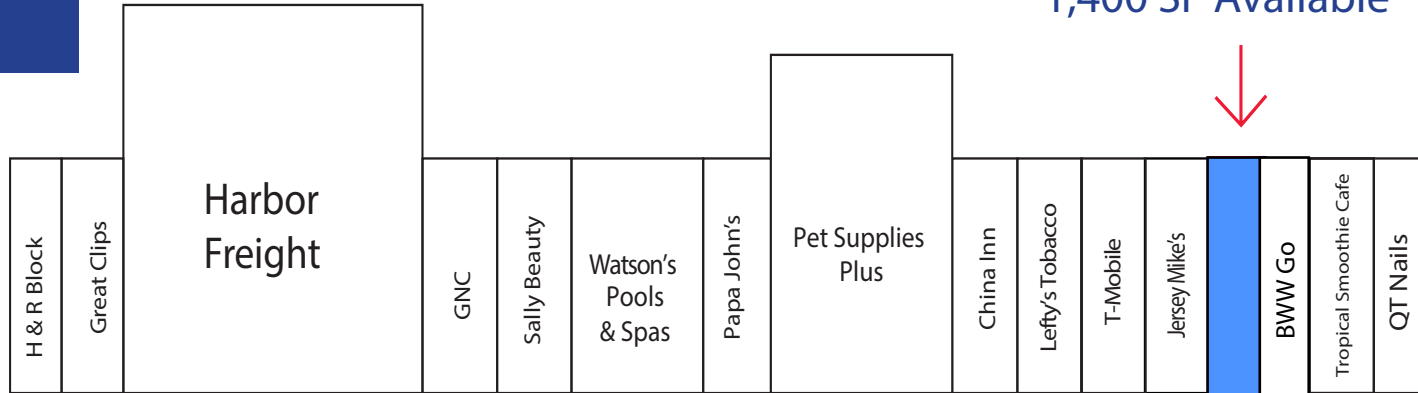 1,400 SF Available
H & R Block
Great Clips
Harbor
Freight
GNC
Sally Beauty
Watson’s
Pools
& Spas
Papa John’s
Pet Supplies
Plus
China Inn
Lefty’s Tobacco
T-Mobile
Jersey Mike’s
BWW Go
Tropical Smoothie Cafe
QT Nails